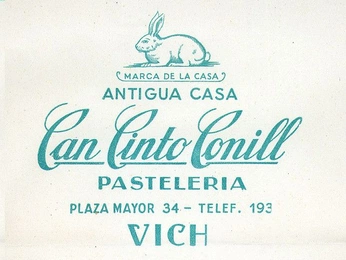 MARCA DE LA CASA
ANTIGUA CASA
Can Cinto Conill
PASTELERIA
PLAZA MAYOR 34 - TELEF. 193
VICH